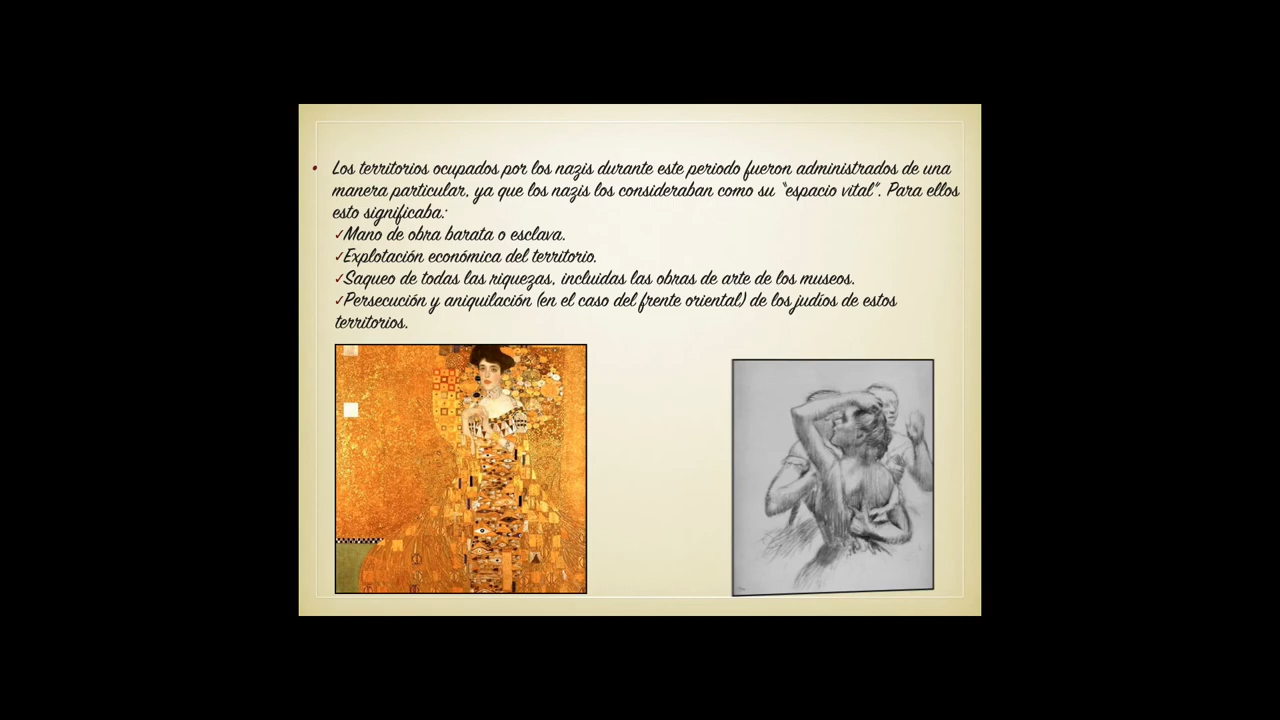 • Los territorios ocupados por los nazis durante este periodo fueron administrados de una
manera particular, ya que los nazis los consideraban como su "espacio vital". Para ellos
esto significaba:
✓Mano de obra barata o esclava.
✓Explotación económica del territorio.
✓Saqueo de todas las riquezas, incluidas las obras de arte de los museos.
✓Persecución y aniquilación (en el caso del frente oriental) de los judíos de estos
territorios.